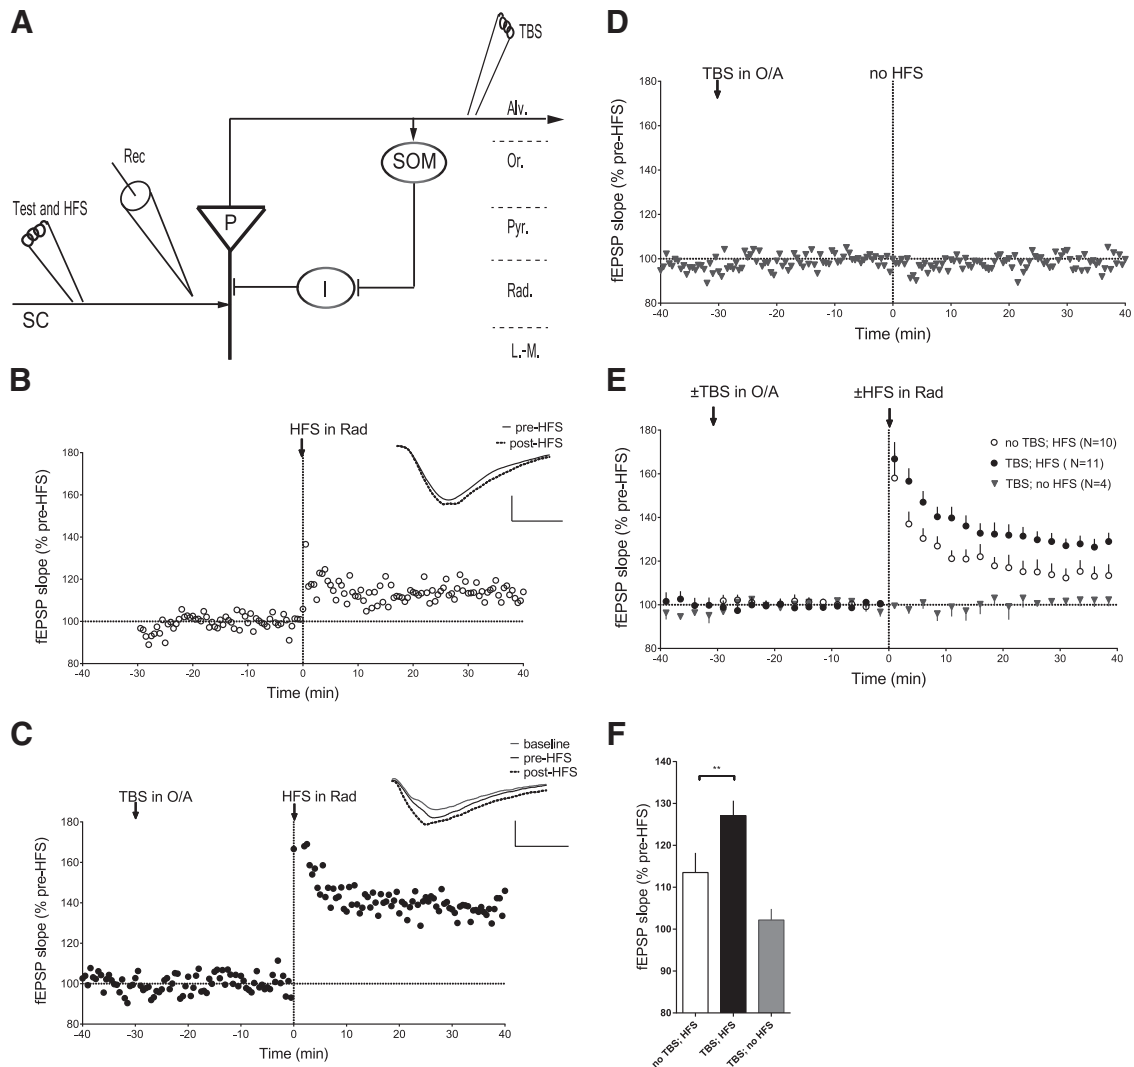 A
TBS
Alv.
Rec
SOM
Or.
Test and HFS
P
Pyr.
I
Rad.
SC
L.-M.
B
HFS in Rad
pre-HFS
post-HFS
fEPSP slope (% pre-HFS)
180
160
140
120
100
80
-40 -30 -20 -10 0 10 20 30 40
Time (min)
C
baseline
pre-HFS
post-HFS
TBS in O/A
HFS in Rad
fEPSP slope (% pre-HFS)
180
160
140
120
100
80
-40 -30 -20 -10 0 10 20 30 40
Time (min)
D
TBS in O/A
no HFS
fEPSP slope (% pre-HFS)
180
160
140
120
100
80
-40 -30 -20 -10 0 10 20 30 40
Time (min)
E
±TBS in O/A
±HFS in Rad
no TBS; HFS (N=10)
TBS; HFS ( N=11)
TBS; no HFS (N=4)
fEPSP slope (% pre-HFS)
180
160
140
120
100
80
-40 -30 -20 -10 0 10 20 30 40
Time (min)
F
**
fEPSP slope (% pre-HFS)
140
130
120
110
100
90
80
no TBS; HFS
TBS; HFS
TBS; no HFS